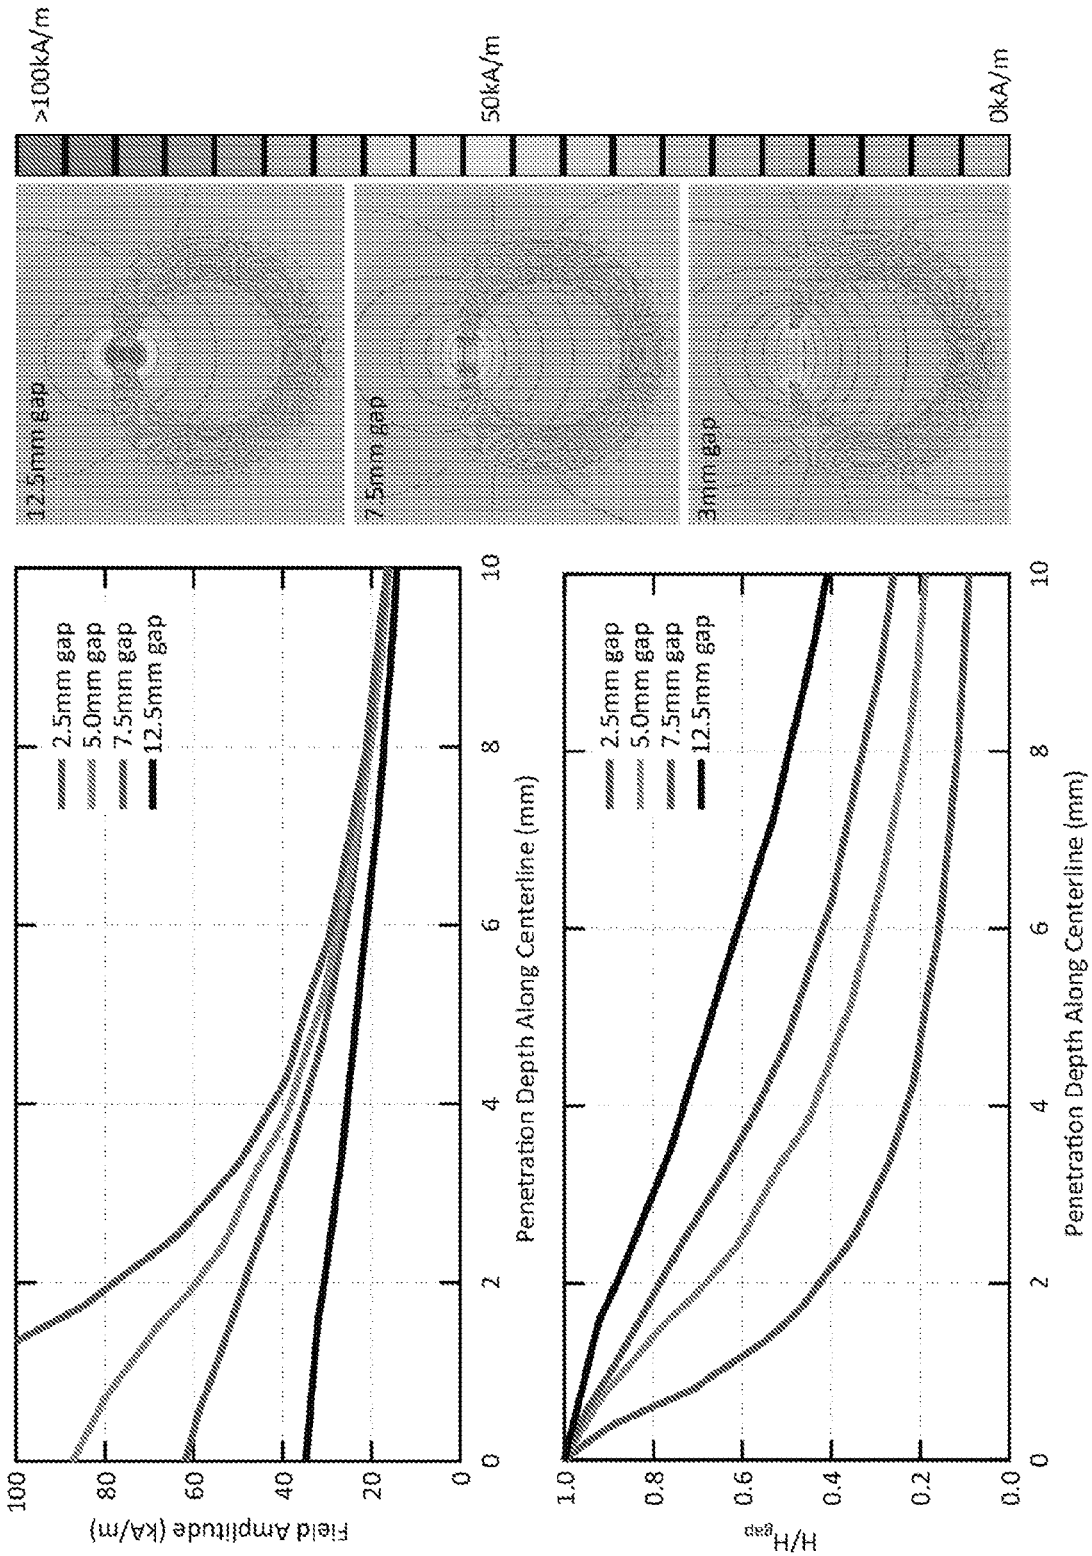 100
80
60
40
20
0
Field Amplitude (kA/m)
0
2
4
6
8
10
Penetration Depth Along Centerline (mm)
2.5mm gap
5.0mm gap
7.5mm gap
12.5mm gap
1.0
0.8
0.6
0.4
0.2
0.0
H/Hgap
0
2
4
6
8
10
Penetration Depth Along Centerline (mm)
2.5mm gap
5.0mm gap
7.5mm gap
12.5mm gap
12.5mm gap
7.5mm gap
3mm gap
>100kA/m
50kA/m
0kA/m